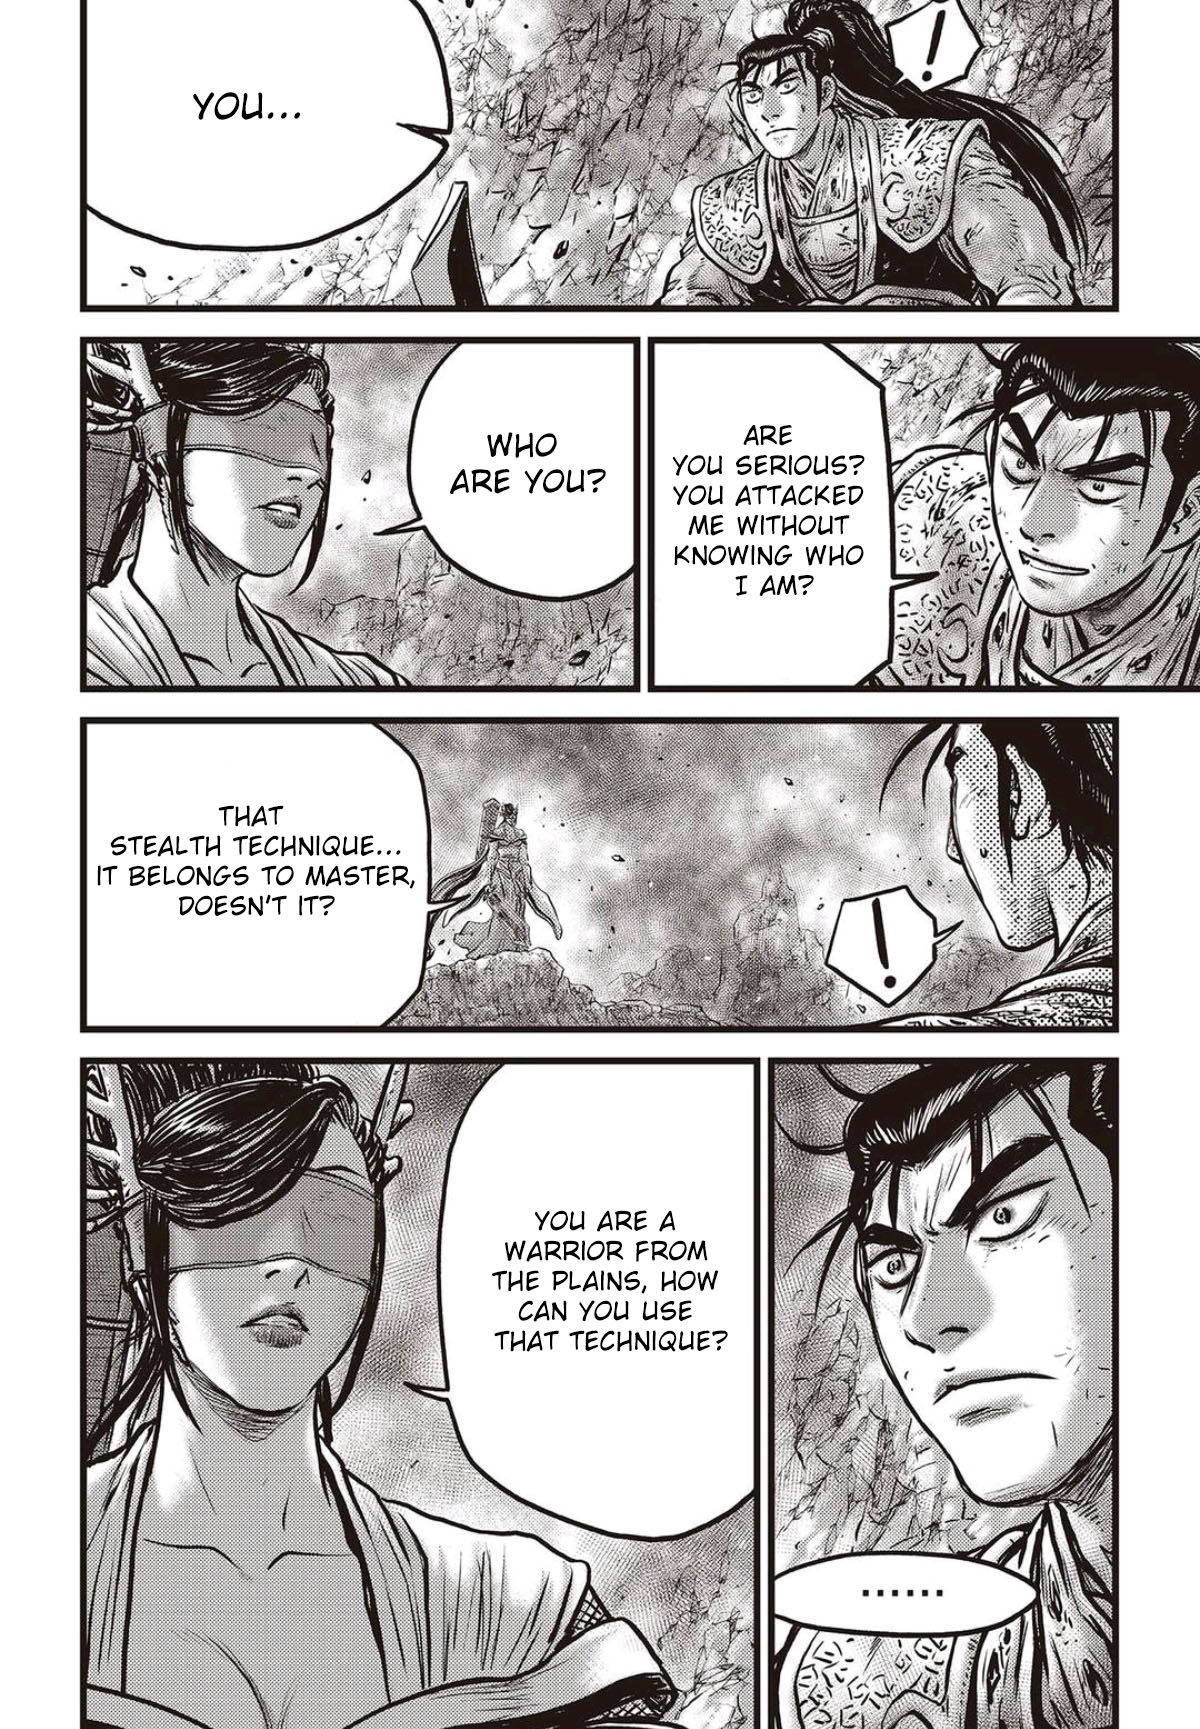 YOU...
!
WHO
ARE YOU?
ARE
YOU SERIOUS?
YOU ATTACKED
ME WITHOUT
KNOWING WHO
I AM?
THAT
STEALTH TECHNIQUE...
IT BELONGS TO MASTER,
DOESN'T IT?
!
YOU ARE A
WARRIOR FROM
THE PLAINS, HOW
CAN YOU USE
THAT TECHNIQUE?
......